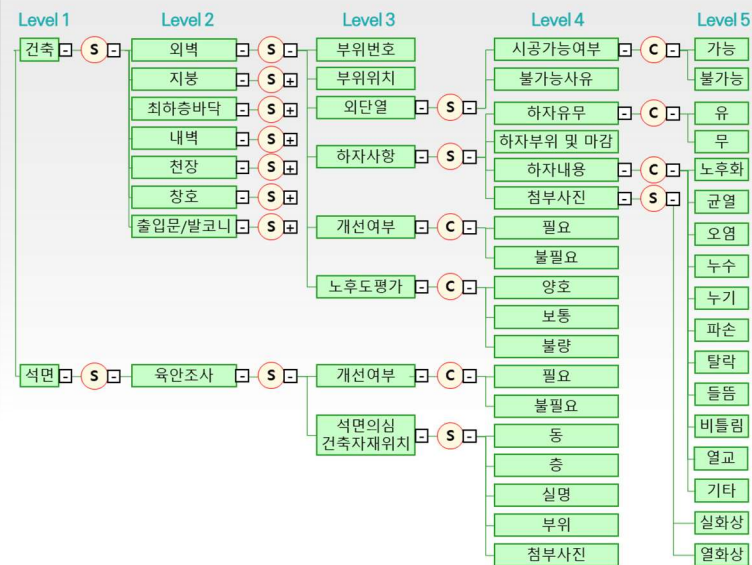 Level 1 Level 2 Level 3 Level 4 Level 5
건축 - S - 외벽 - S - 부위번호 시공가능여부 - C - 가능
지붕 - S + 부위위치 불가능사유 불가능
최하층바닥 - S + 외단열 - S - 하자유무 - C - 유
내벽 - S + 하자부위 및 마감 무
천장 - S + 하자사항 - S - 하자내용 - C - 노후화
창호 - S + 첨부사진 - S - 균열
출입문/발코니 - S + 개선여부 - C - 필요 오염
불필요 누수
노후도평가 - C - 양호 누기
보통 파손
불량 탈락
석면 - S - 육안조사 - S - 개선여부 - C - 필요 들뜸
불필요 비틀림
석면의심
건축자재위치 - S - 동 열교
층 기타
실명
부위 실화상
첨부사진 열화상